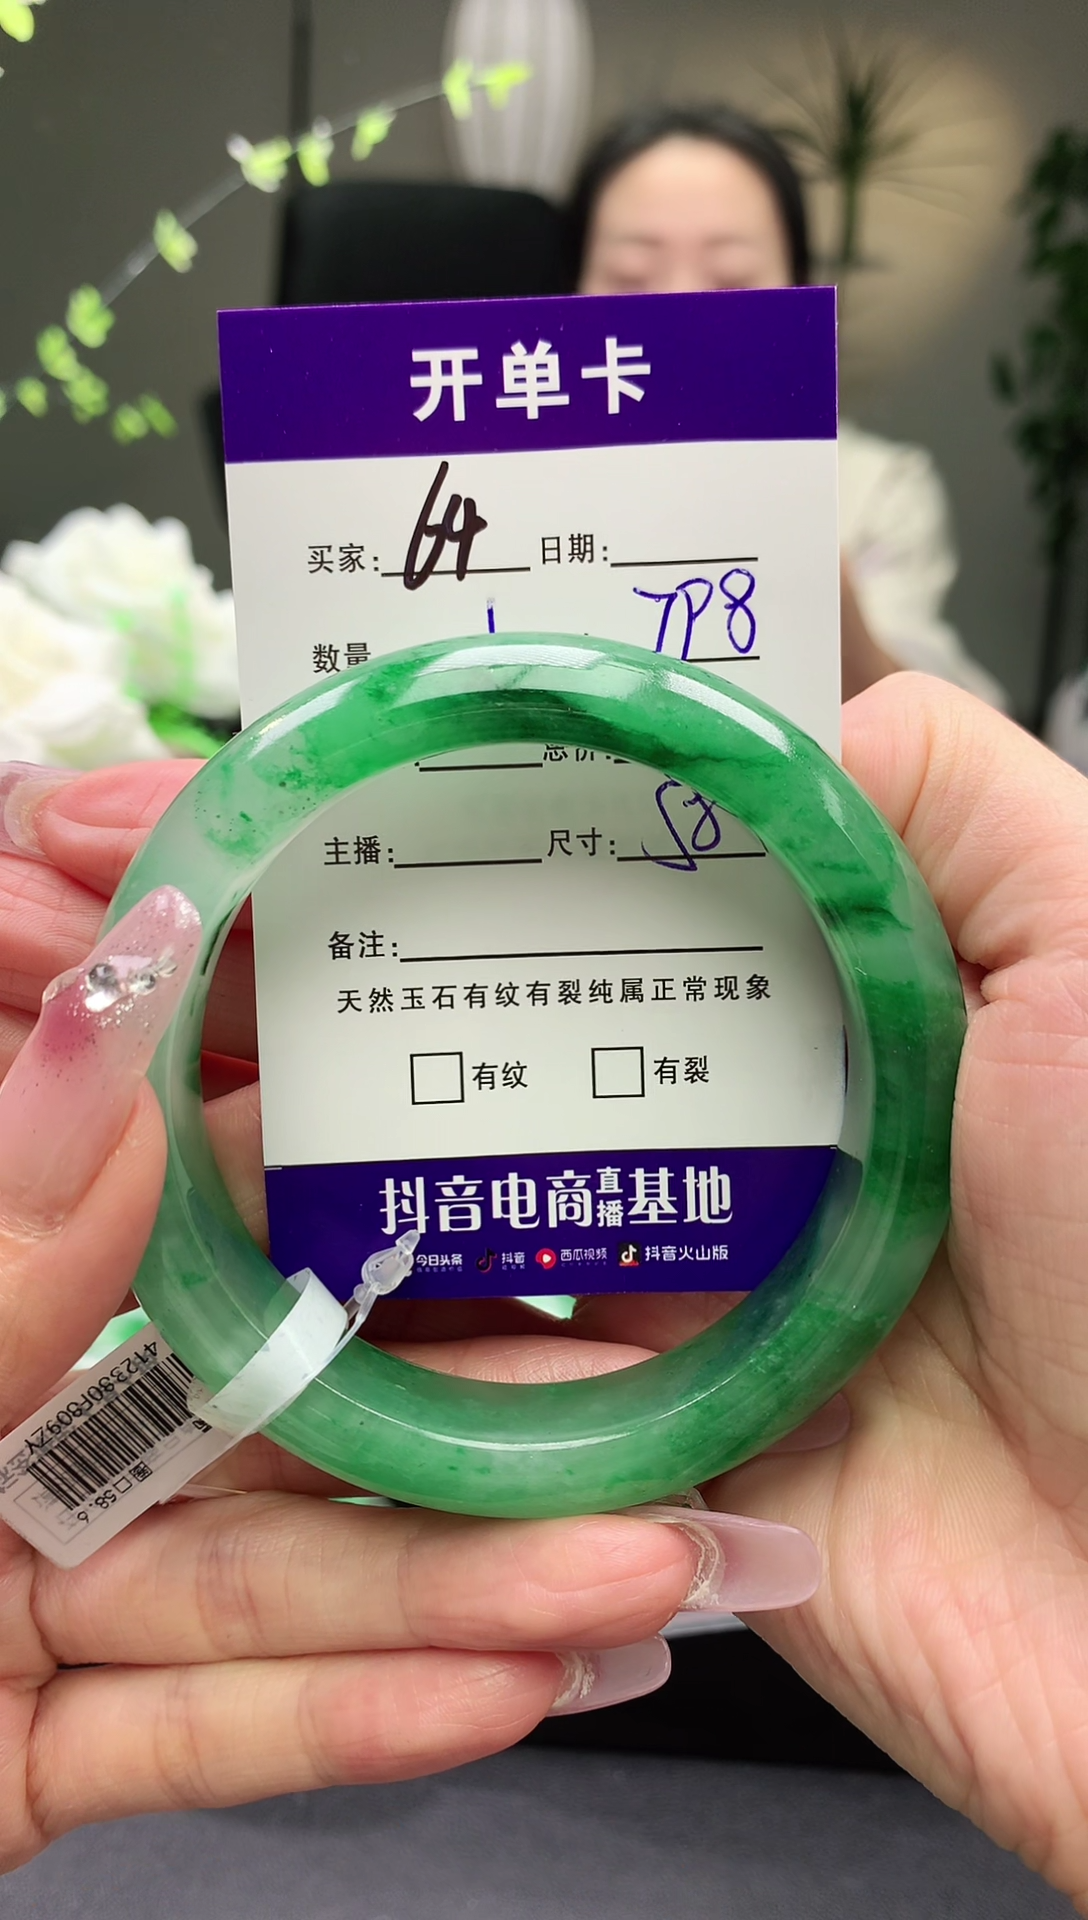 开单卡
买家: 64 日期:
7P8
数量
总价:
主播: 尺寸: 58
备注:
天然玉石有纹有裂纯属正常现象
有纹 有裂
抖音电商直播基地
今日头条 抖音 西瓜视频 抖音火山版
圈口58.6